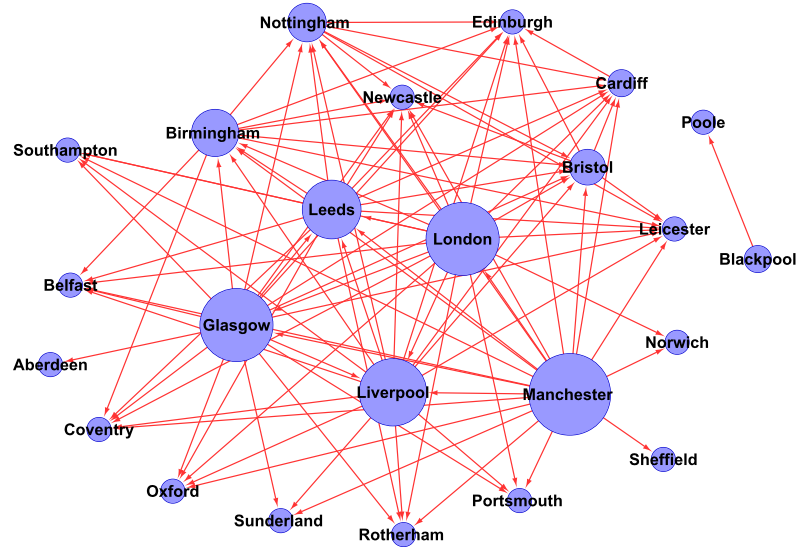 Nottingham
Edinburgh
Cardiff
Newcastle
Poole
Birmingham
Southampton
Bristol
Leeds
Leicester
London
Blackpool
Belfast
Glasgow
Norwich
Aberdeen
Liverpool
Manchester
Coventry
Sheffield
Oxford
Portsmouth
Sunderland
Rotherham